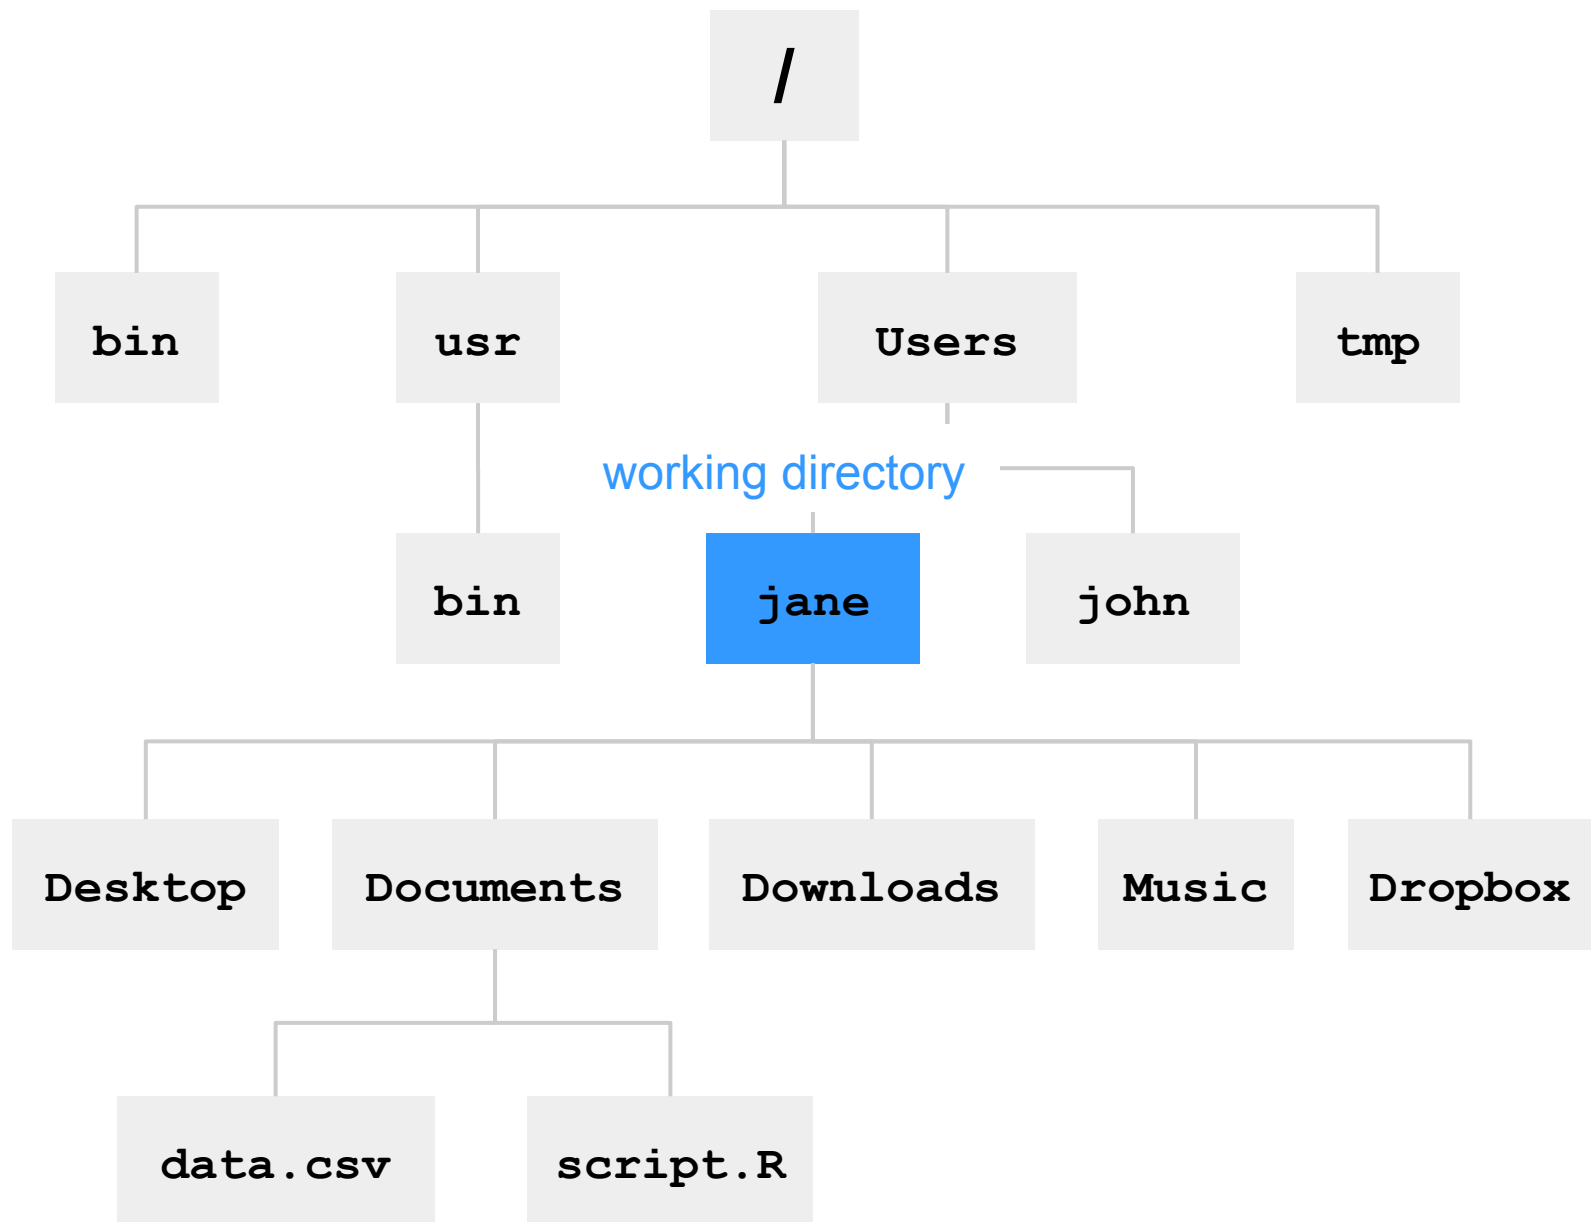 /
bin
usr
Users
tmp
working directory
bin
jane
john
Desktop
Documents
Downloads
Music
Dropbox
data.csv
script.R